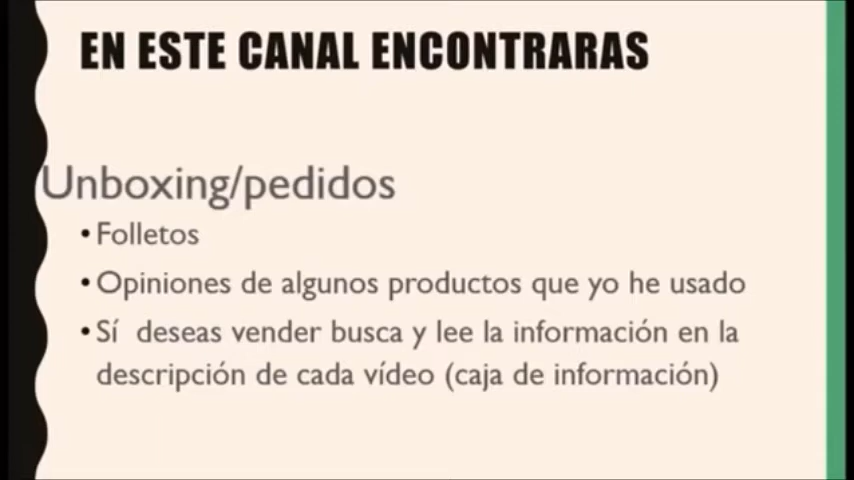 EN ESTE CANAL ENCONTRARAS
Unboxing/pedidos
• Folletos
• Opiniones de algunos productos que yo he usado
• Sí deseas vender busca y lee la información en la
descripción de cada vídeo (caja de información)